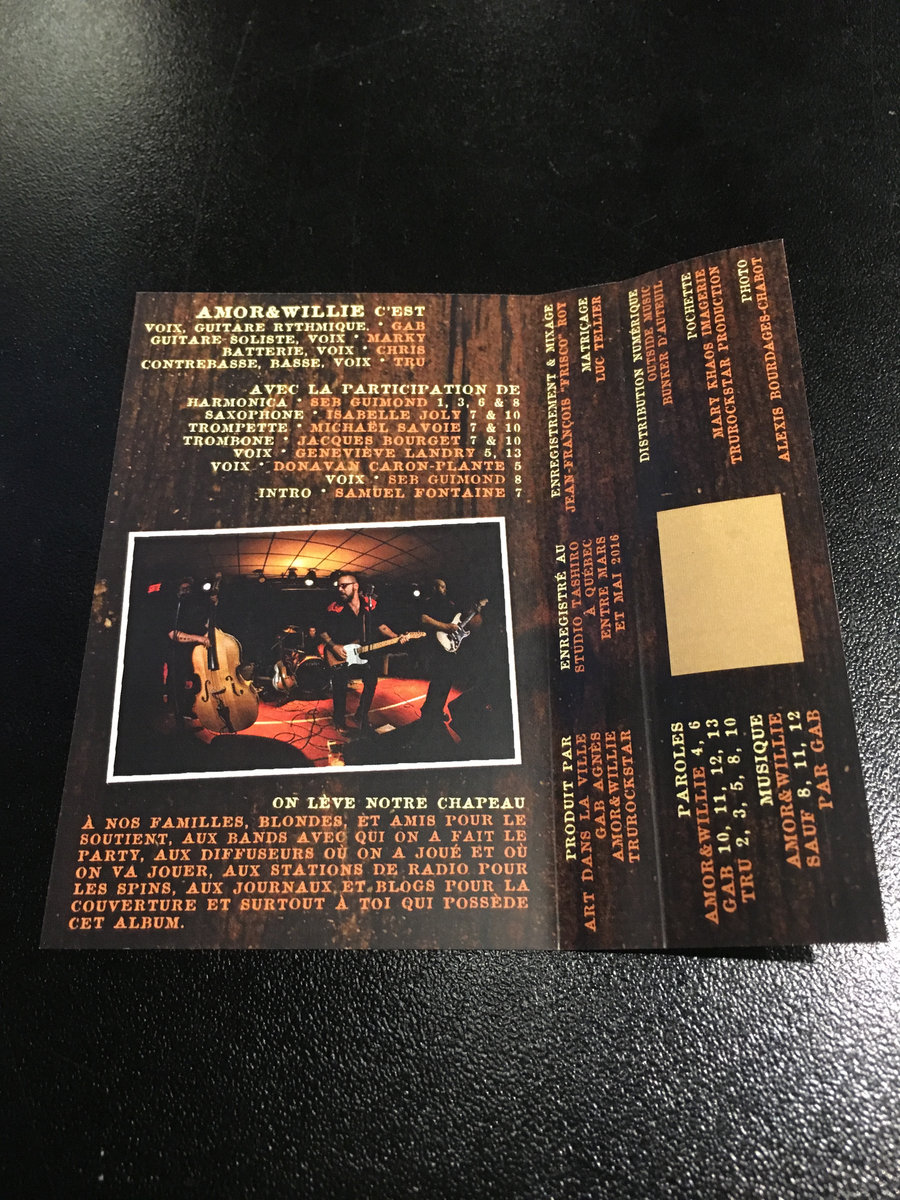 AMOR&WILLIE C'EST
VOIX, GUITARE RYTHMIQUE, * GAB
GUITARE SOLISTE, VOIX * MARKY
BATTERIE, VOIX * CHRIS
CONTREBASSE, BASSE, VOIX * TRU
AVEC LA PARTICIPATION DE
HARMONICA * SEB GUIMOND 1, 3, 6 & 8
SAXOPHONE * ISABELLE JOLY 7 & 10
TROMPETTE * MICHAËL SAVOIE 7 & 10
TROMBONE * JACQUES BOURGET 7 & 10
VOIX * GENEVIÈVE LANDRY 5, 13
VOIX * DONAVAN CARON-PLANTE 5
VOIX * SEB GUIMOND 8
INTRO * SAMUEL FONTAINE 7
ON LÈVE NOTRE CHAPEAU
À NOS FAMILLES, BLONDES, ET AMIS POUR LE
SOUTIENT, AUX BANDS AVEC QUI ON A FAIT LE
PARTY, AUX DIFFUSEURS OÙ ON A JOUÉ ET OÙ
ON VA JOUER, AUX STATIONS DE RADIO POUR
LES SPINS, AUX JOURNAUX ET BLOGS POUR LA
COUVERTURE ET SURTOUT À TOI QUI POSSÈDE
CET ALBUM.
PRODUIT PAR
ART DANS LA VILLE
GAB AGNÈS
AMOR&WILLIE
TRUROCKSTAR
ENREGISTRÉ AU
STUDIO TASHIRO
À QUÉBEC
ENTRE MARS
ET MAI 2016
ENREGISTREMENT & MIXAGE
JEAN-FRANÇOIS "FRISCO" ROY
MATRIÇAGE
LUC TELLIER
DISTRIBUTION NUMÉRIQUE
OUTSIDE MUSIC
BUNKER D'AUTEUIL
POCHETTE
MARY KHAOS IMAGERIE
TRUROCKSTAR PRODUCTION
PHOTO
ALEXIS BOURDAGES-CHABOT
PAROLES
AMOR&WILLIE 4, 6
GAB 10, 11, 12, 13
TRU 2, 3, 5, 8, 10
MUSIQUE
AMOR&WILLIE
SAUF 8, 11, 12
PAR GAB